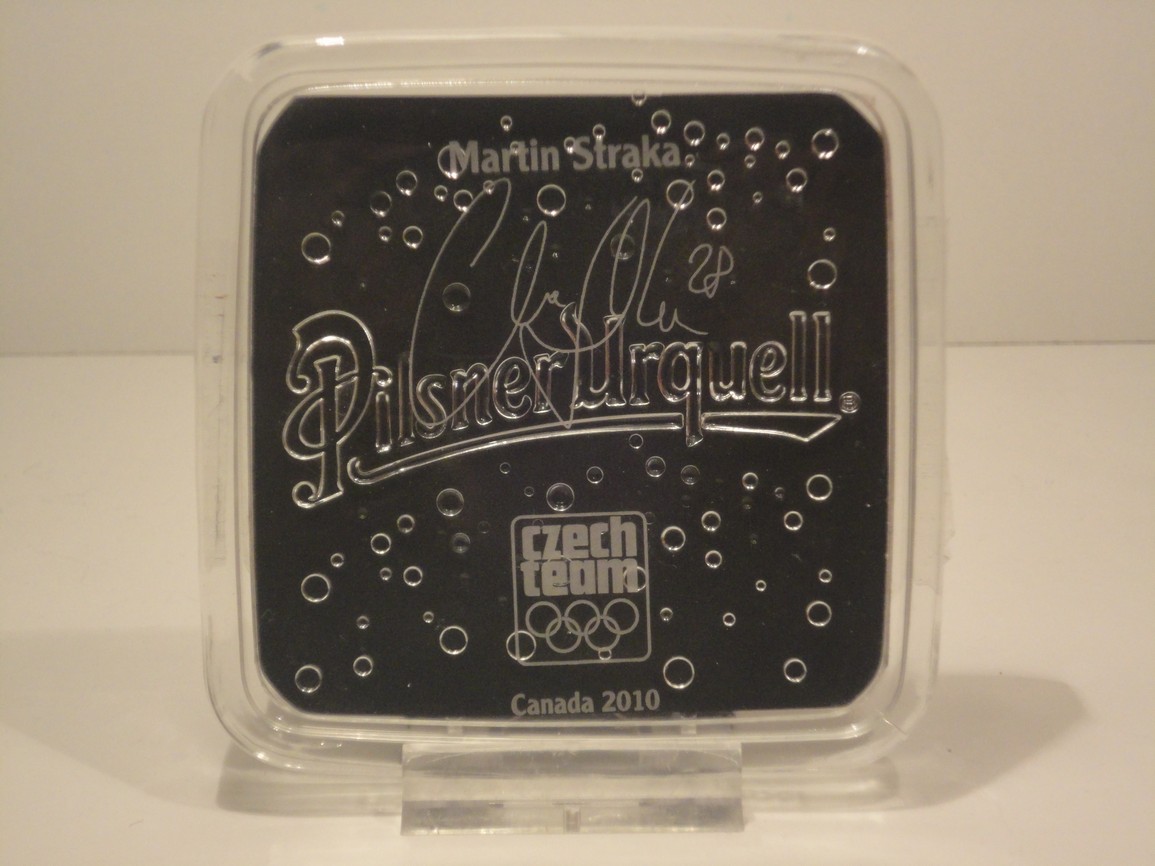 Martin Straka
28
Pilsner Urquell®
czech
team
Canada 2010